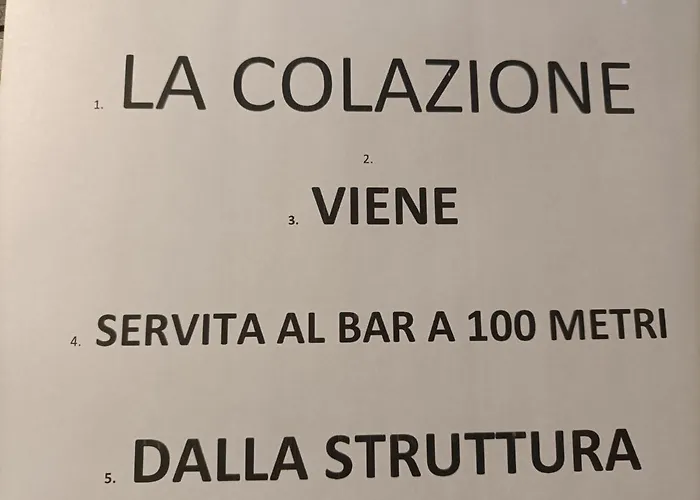 1. LA COLAZIONE
2.
3. VIENE
4. SERVITA AL BAR A 100 METRI
5. DALLA STRUTTURA